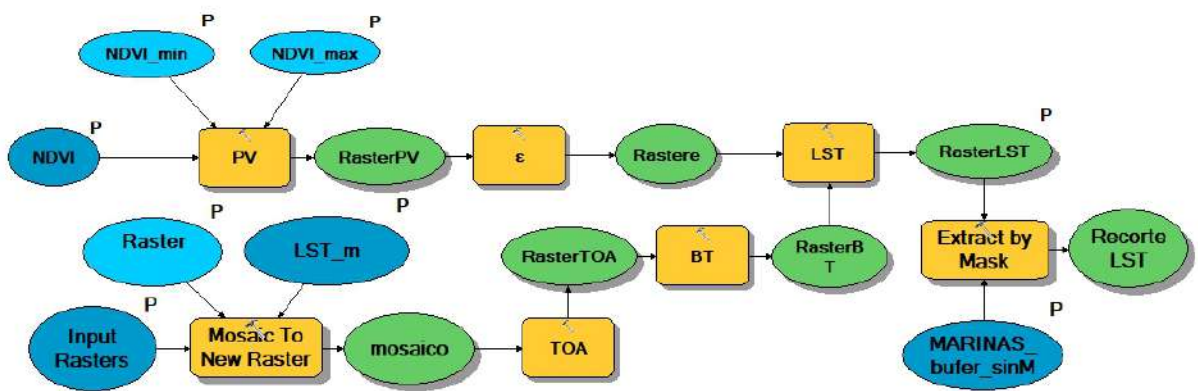 P
P
NDVI_min
NDVI_max
P
NDVI
PV
RasterPV
ε
Rastere
LST
P
RasterLST
P
P
Raster
LST_m
RasterTOA
BT
RasterB
T
Extract by
Mask
Recorte
LST
P
Input
Rasters
Mosaic To
New Raster
mosaico
TOA
P
MARINAS_
bufer_sinM